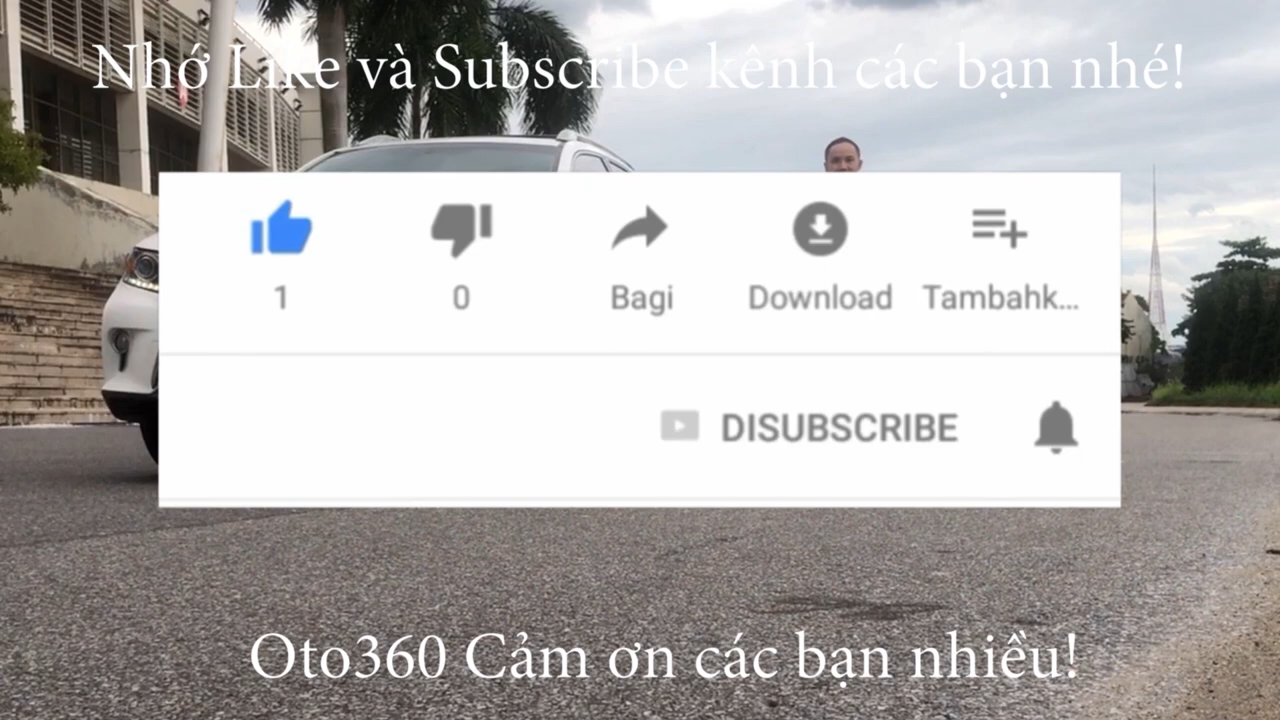 Nhớ Like và Subscribe kênh các bạn nhé!
1 0 Bagi Download Tambahk...
DISUBSCRIBE
Oto360 Cảm ơn các bạn nhiều!